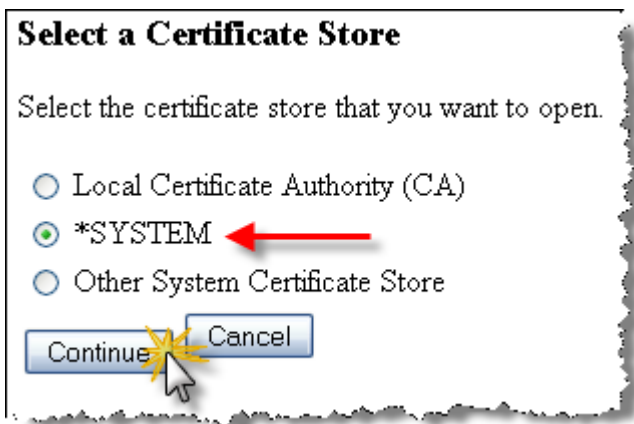 Select a Certificate Store
Select the certificate store that you want to open.
Local Certificate Authority (CA)
*SYSTEM
Other System Certificate Store
Continue Cancel